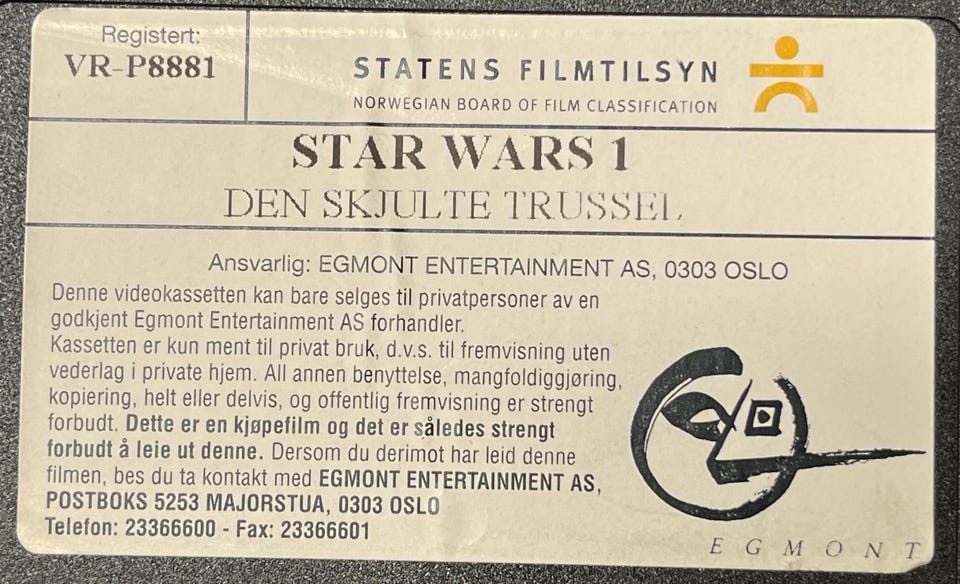 Registert:
VR-P8881
STATENS FILMTILSYN
NORWEGIAN BOARD OF FILM CLASSIFICATION
STAR WARS 1
DEN SKJULTE TRUSSEL
Ansvarlig: EGMONT ENTERTAINMENT AS, 0303 OSLO
Denne videokassetten kan bare selges til privatpersoner av en
godkjent Egmont Entertainment AS forhandler.
Kassetten er kun ment til privat bruk, d.v.s. til fremvisning uten
vederlag i private hjem. All annen benyttelse, mangfoldiggjøring,
kopiering, helt eller delvis, og offentlig fremvisning er strengt
forbudt. Dette er en kjøpefilm og det er således strengt
forbudt å leie ut denne. Dersom du derimot har leid denne
filmen, bes du ta kontakt med EGMONT ENTERTAINMENT AS,
POSTBOKS 5253 MAJORSTUA, 0303 OSLO
Telefon: 23366600 - Fax: 23366601
EGMONT